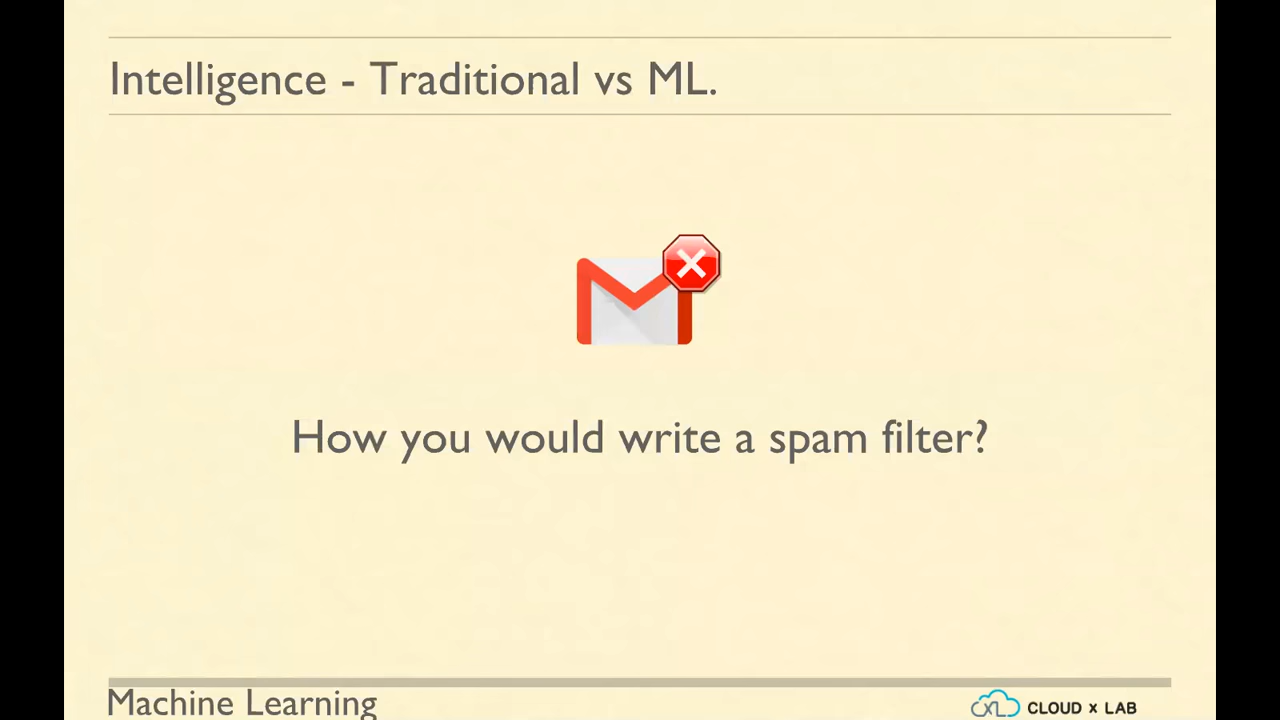 Intelligence - Traditional vs ML.
How you would write a spam filter?
Machine Learning
CLOUD x LAB